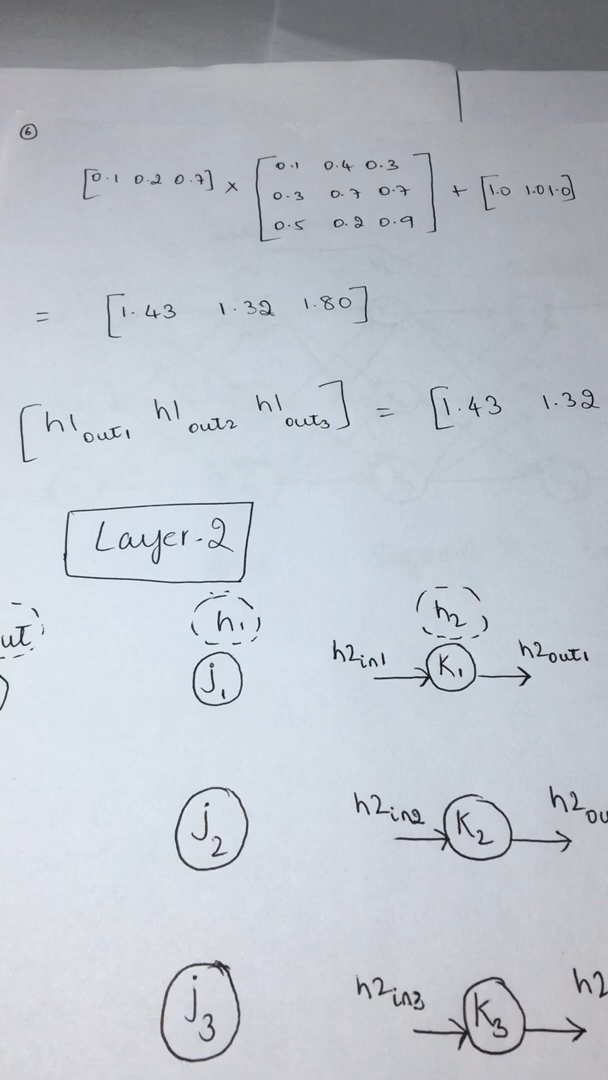 6
[0.1 0.2 0.7] × [0.1 0.4 0.3
0.3 0.7 0.7
0.5 0.2 0.9] + [1.0 1.0 1.0]
= [1.43 1.32 1.80]
[h1out1 h1out2 h1out3] = [1.43 1.32
Layer-2
ut h1 h2
j1 h2in1 K1 h2out1
j2 h2in2 K2 h2ou
j3 h2in3 K3 h2